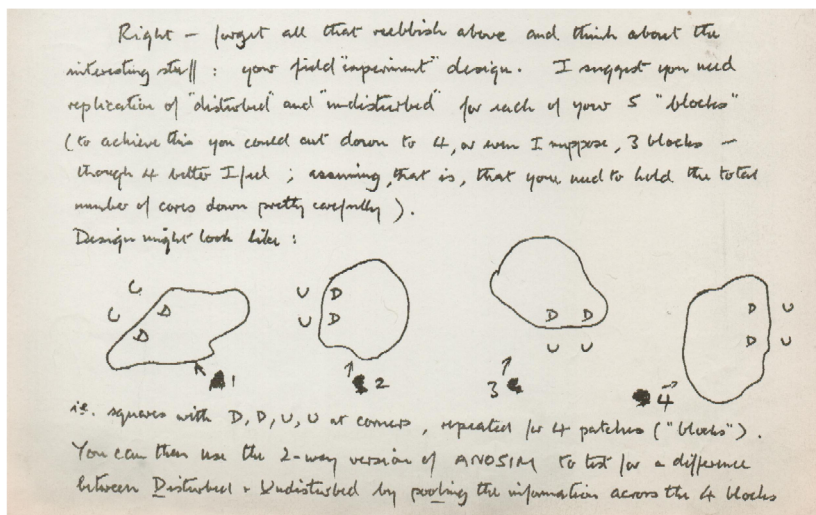 Right - forget all that rubbish above and think about the
interesting stuff : your field "experiment" design. I suggest you need
replication of "disturbed" and "undisturbed" for each of your 5 "blocks"
(to achieve this you could cut down to 4, or even I suppose, 3 blocks -
though 4 better I feel ; assuming, that is, that you need to hold the total
number of cores down pretty carefully ).
Design might look like :
U U D D
U D
U D
D D
U U
D U
D U
1 2 3 4
i.e. squares with D, D, U, U at corners, repeated for 4 patches ("blocks").
You can then use the 2-way version of ANOSIM to test for a difference
between Disturbed + Undisturbed by pooling the information across the 4 blocks